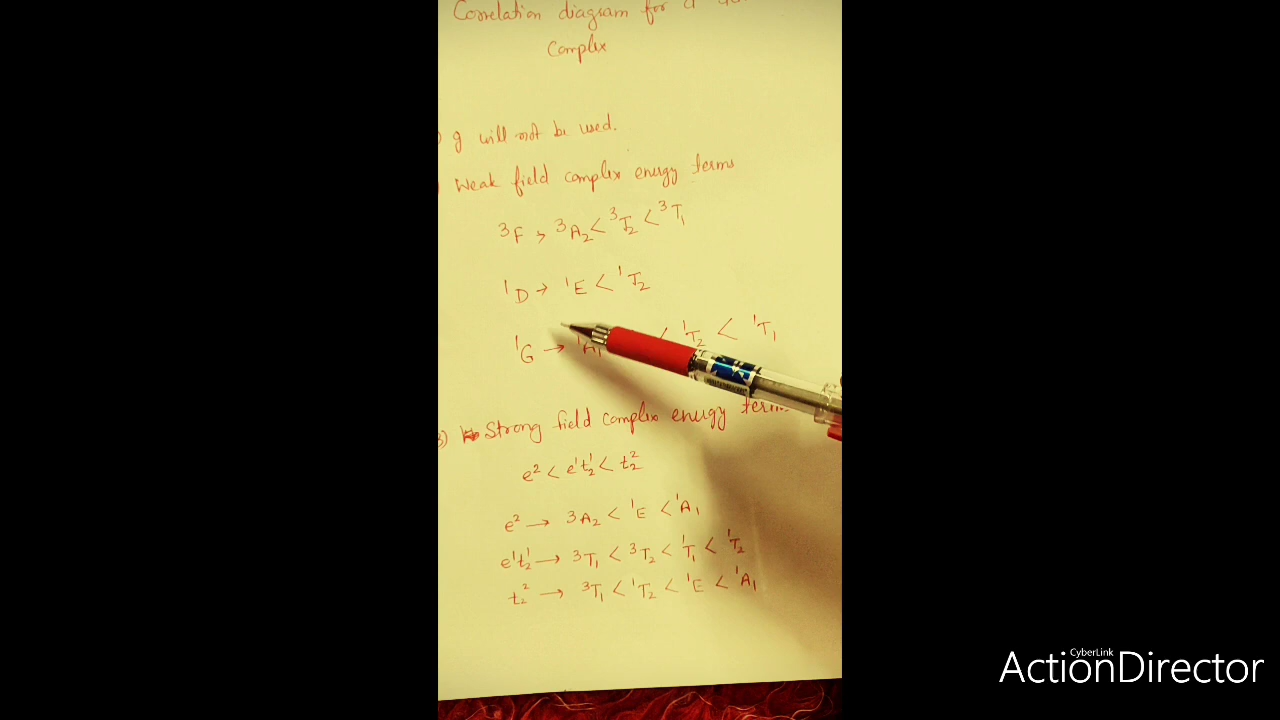 Correlation diagram for d
Complex
) g will not be used.
) Weak field complex energy terms
³F → ³A₂ < ³T₂ < ³T₁
¹D → ¹E < ¹T₂
¹G → ¹A₁ < ¹T₂ < ¹T₁
3) Strong field complex energy terms
e² < e¹t₂¹ < t₂²
e² → ³A₂ < ¹E < ¹A₁
e¹t₂¹ → ³T₁ < ³T₂ < ¹T₁ < ¹T₂
t₂² → ³T₁ < ¹T₂ < ¹E < ¹A₁
CyberLink
ActionDirector